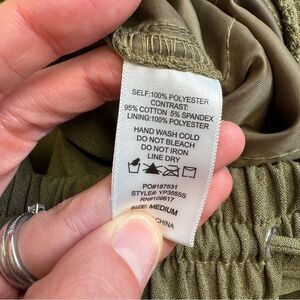 SELF:100% POLYESTER
CONTRAST:
95% COTTON 5% SPANDEX
LINING:100% POLYESTER
HAND WASH COLD
DO NOT BLEACH
DO NOT IRON
LINE DRY
PO#187531
STYLE#: YP3555S
RN#109617
SIZE: MEDIUM
CHINA